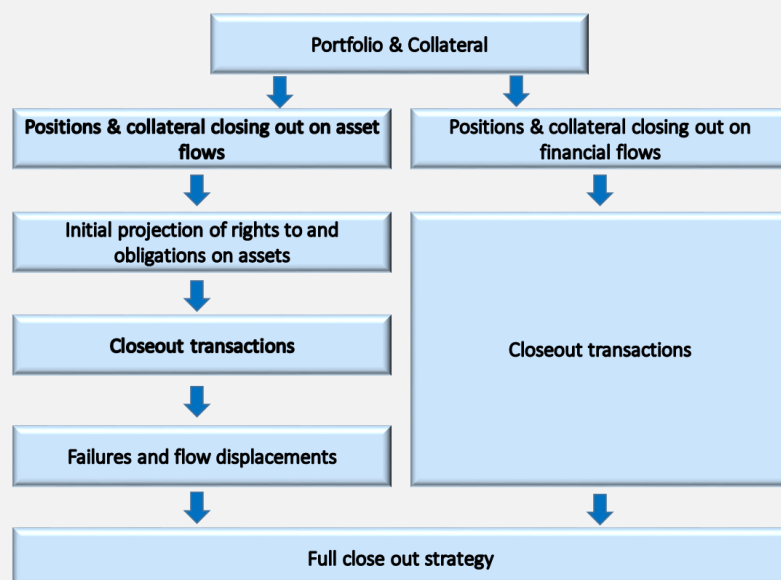 Portfolio & Collateral
Positions & collateral closing out on asset
flows
Positions & collateral closing out on
financial flows
Initial projection of rights to and
obligations on assets
Closeout transactions
Closeout transactions
Failures and flow displacements
Full close out strategy